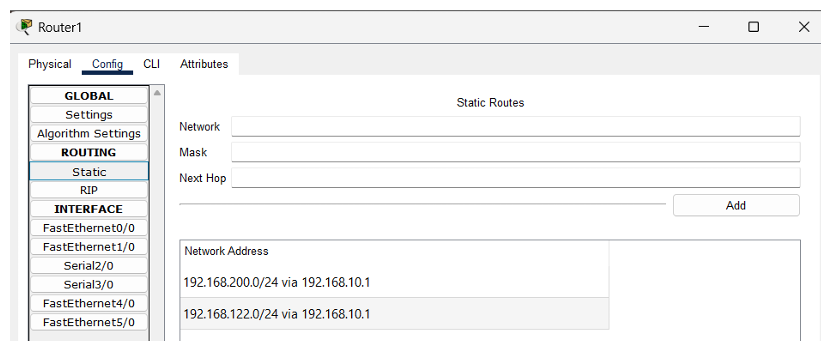 Router1
Physical Config CLI Attributes
GLOBAL
Settings
Algorithm Settings
ROUTING
Static
RIP
INTERFACE
FastEthernet0/0
FastEthernet1/0
Serial2/0
Serial3/0
FastEthernet4/0
FastEthernet5/0
Static Routes
Network
Mask
Next Hop
Add
Network Address
192.168.200.0/24 via 192.168.10.1
192.168.122.0/24 via 192.168.10.1